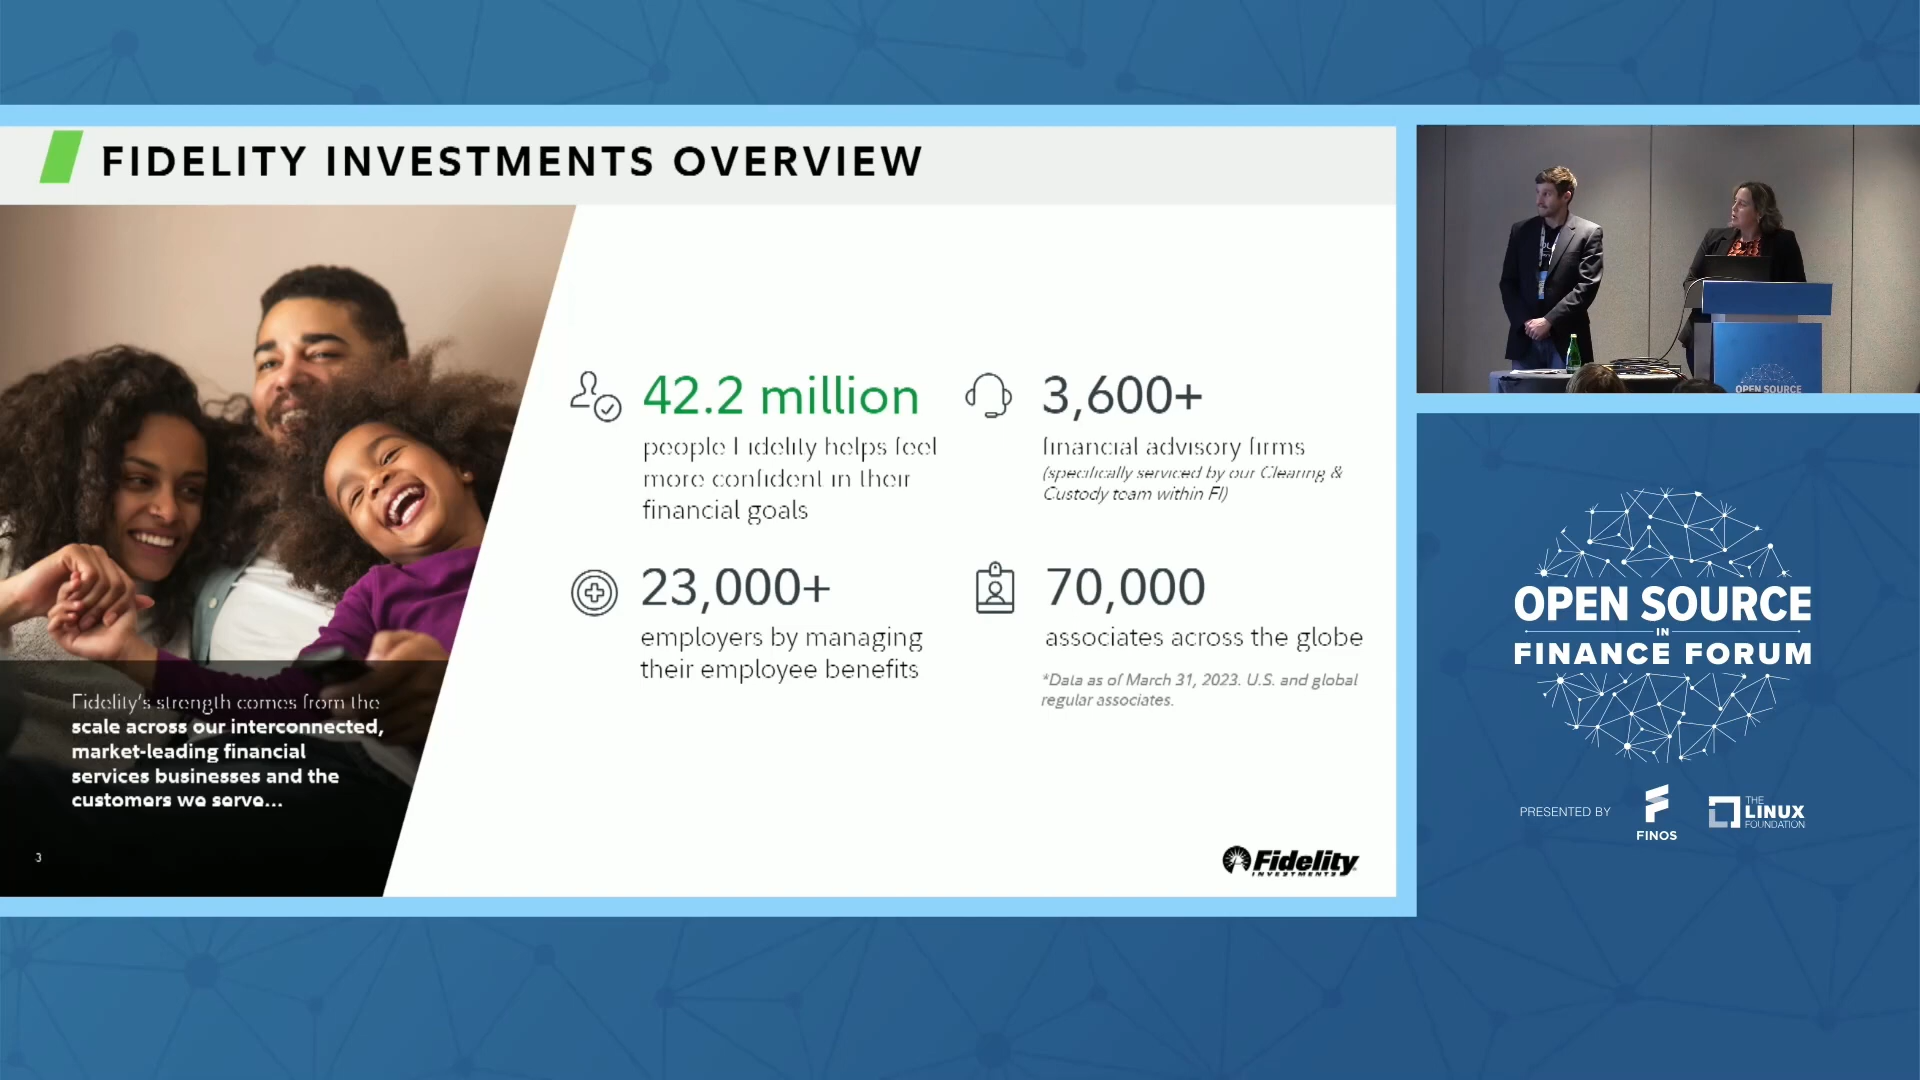 FIDELITY INVESTMENTS OVERVIEW
42.2 million
people Fidelity helps feel
more confident in their
financial goals
3,600+
financial advisory firms
(specifically serviced by our Clearing &
Custody team within FI)
23,000+
employers by managing
their employee benefits
70,000
associates across the globe
*Data as of March 31, 2023. U.S. and global
regular associates.
Fidelity's strength comes from the
scale across our interconnected,
market-leading financial
services businesses and the
customers we serve...
3
Fidelity
INVESTMENTS
OPEN SOURCE
OPEN SOURCE
IN
FINANCE FORUM
PRESENTED BY
FINOS
THE
LINUX
FOUNDATION